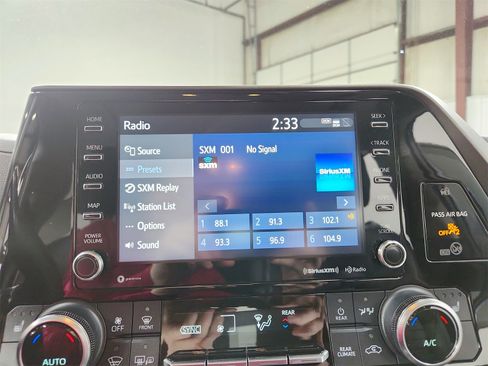 HOME
MENU
AUDIO
MAP
POWER
VOLUME
Radio
2:33
Source
Presets
SXM Replay
Station List
Options
Sound
SXM 001 No Signal
sxm
SiriusXM
1 88.1
2 91.3
3 102.1
4 93.3
5 96.9
6 104.9
SEEK >
< TRACK
SCROLL
SiriusXM
HD Radio
PASS AIR BAG
OFF
AUTO
OFF
FRONT
SYNC
REAR
REAR
REAR
CLIMATE
A/C